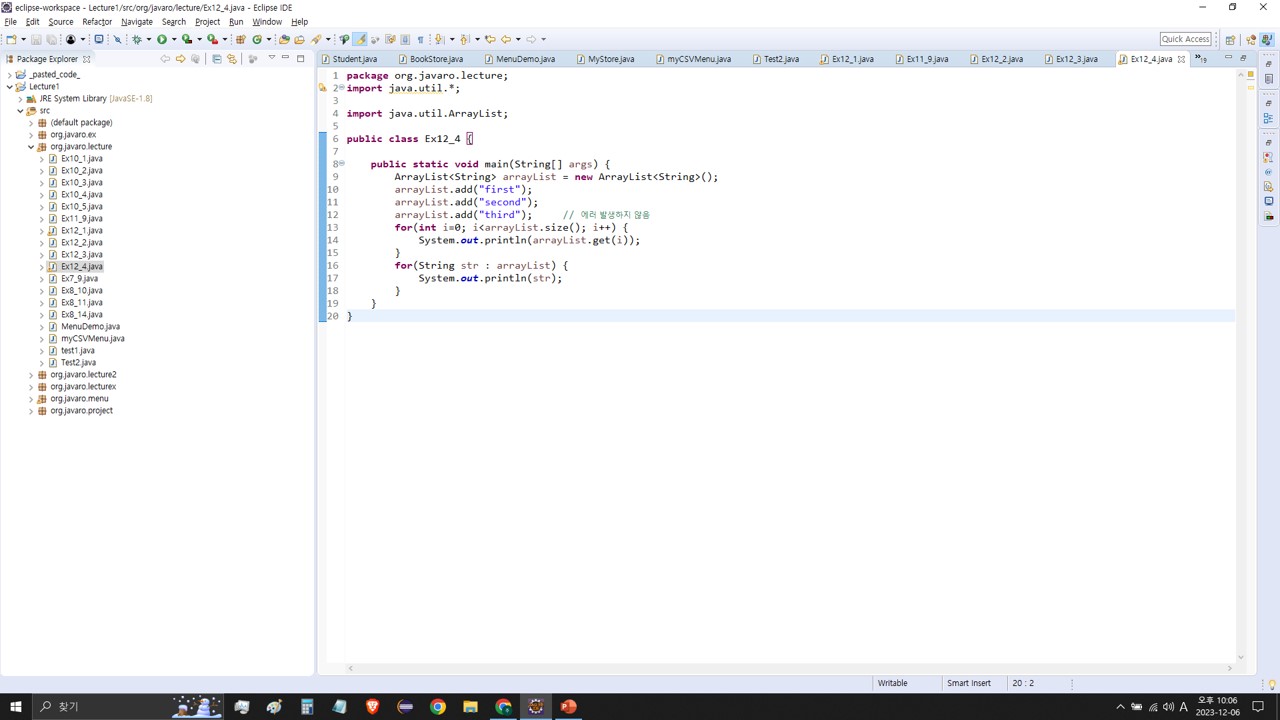 eclipse-workspace - Lecture1/src/org/javaro/lecture/Ex12_4.java - Eclipse IDE
File Edit Source Refactor Navigate Search Project Run Window Help
Quick Access
Package Explorer
_pasted_code_
Lecture1
JRE System Library [JavaSE-1.8]
src
(default package)
org.javaro.ex
org.javaro.lecture
Ex10_1.java
Ex10_2.java
Ex10_3.java
Ex10_4.java
Ex10_5.java
Ex11_9.java
Ex12_1.java
Ex12_2.java
Ex12_3.java
Ex12_4.java
Ex7_9.java
Ex8_10.java
Ex8_11.java
Ex8_14.java
MenuDemo.java
myCSVMenu.java
test1.java
Test2.java
org.javaro.lecture2
org.javaro.lecturex
org.javaro.menu
org.javaro.project
Student.java BookStore.java MenuDemo.java MyStore.java myCSVMenu.java Test2.java Ex12_1.java Ex11_9.java Ex12_2.java Ex12_3.java Ex12_4.java »19
1 package org.javaro.lecture;
2 import java.util.*;
3
4 import java.util.ArrayList;
5
6 public class Ex12_4 {
7
8 public static void main(String[] args) {
9 ArrayList<String> arrayList = new ArrayList<String>();
10 arrayList.add("first");
11 arrayList.add("second");
12 arrayList.add("third"); // 에러 발생하지 않음
13 for(int i=0; i<arrayList.size(); i++) {
14 System.out.println(arrayList.get(i));
15 }
16 for(String str : arrayList) {
17 System.out.println(str);
18 }
19 }
20 }
Writable Smart Insert 20 : 2
찾기
A
오후 10:06
2023-12-06